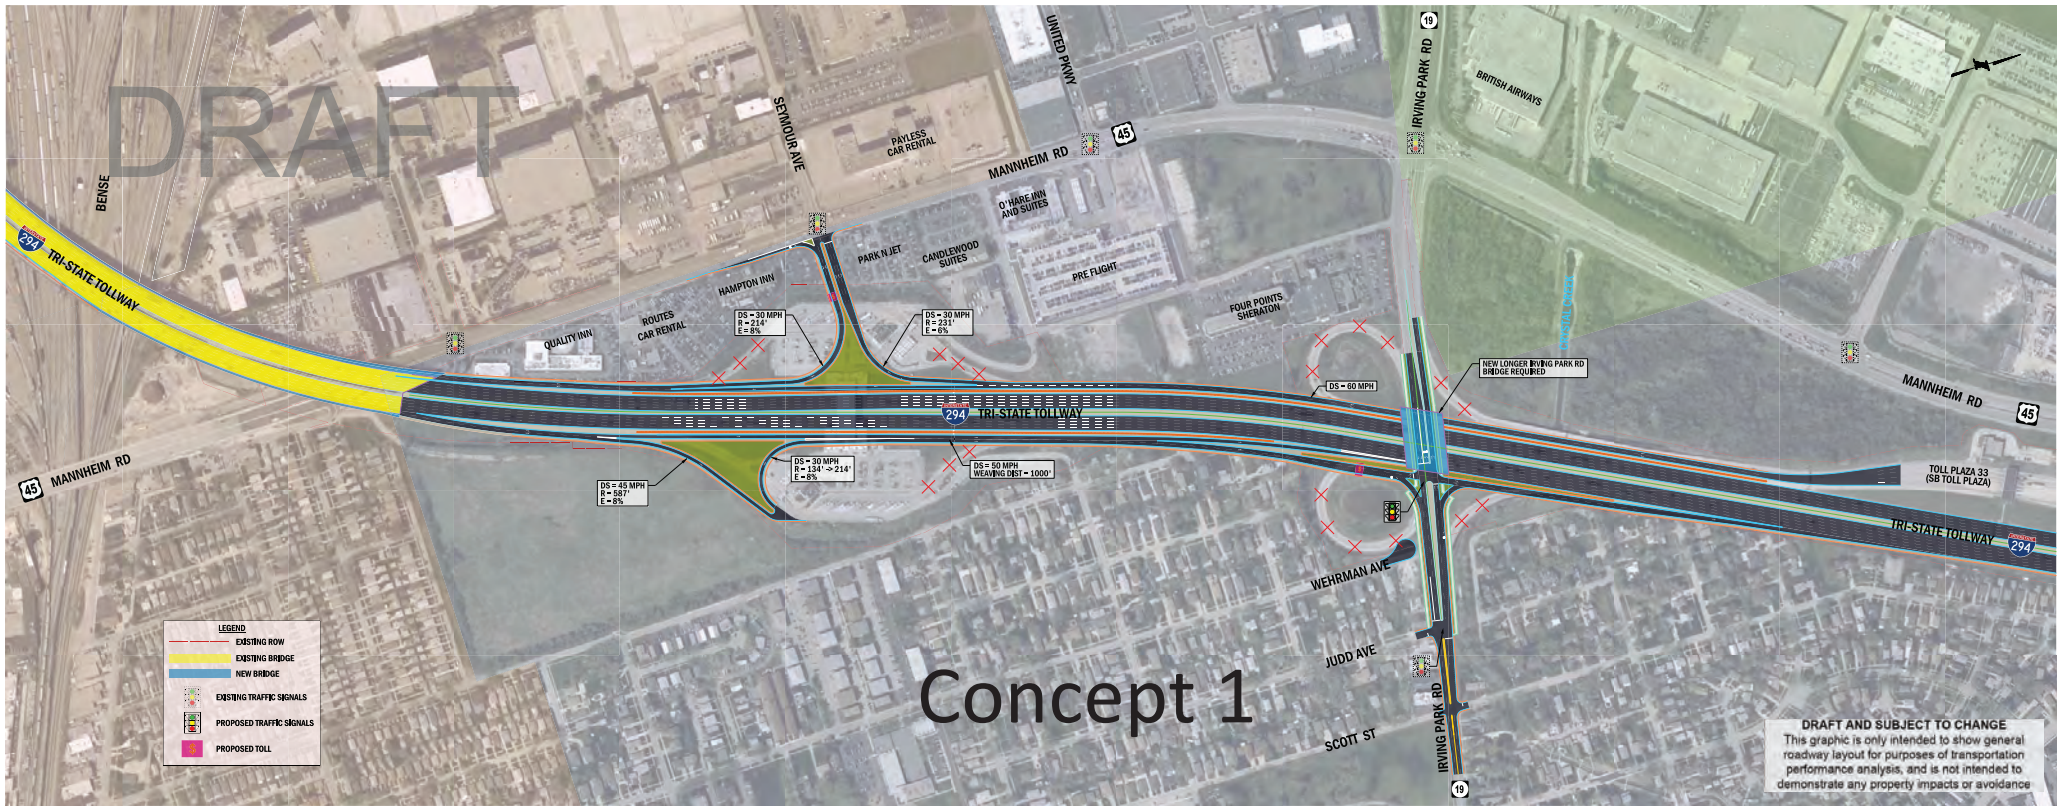 DRAFT
BENSE
294
TRI-STATE TOLLWAY
45
MANNHEIM RD
SEYMOUR AVE
PAYLESS
CAR RENTAL
UNITED PKWY
MANNHEIM RD
45
19
IRVING PARK RD
BRITISH AIRWAYS
O'HARE INN
AND SUITES
PARK N JET
CANDLEWOOD
SUITES
PRE FLIGHT
HAMPTON INN
ROUTES
CAR RENTAL
QUALITY INN
FOUR POINTS
SHERATON
DS = 30 MPH
R = 214'
E = 8%
DS = 30 MPH
R = 231'
E = 6%
DS = 60 MPH
NEW LONGER IRVING PARK RD
BRIDGE REQUIRED
MANNHEIM RD
45
294
TRI-STATE TOLLWAY
DS = 45 MPH
R = 587'
E = 8%
DS = 30 MPH
R = 134' -> 214'
E = 8%
DS = 50 MPH
WEAVING DIST = 1000'
TOLL PLAZA 33
(SB TOLL PLAZA)
TRI-STATE TOLLWAY
294
WEHRMAN AVE
JUDD AVE
SCOTT ST
IRVING PARK RD
19
LEGEND
EXISTING ROW
EXISTING BRIDGE
NEW BRIDGE
EXISTING TRAFFIC SIGNALS
PROPOSED TRAFFIC SIGNALS
PROPOSED TOLL
Concept 1
DRAFT AND SUBJECT TO CHANGE
This graphic is only intended to show general
roadway layout for purposes of transportation
performance analysis, and is not intended to
demonstrate any property impacts or avoidance